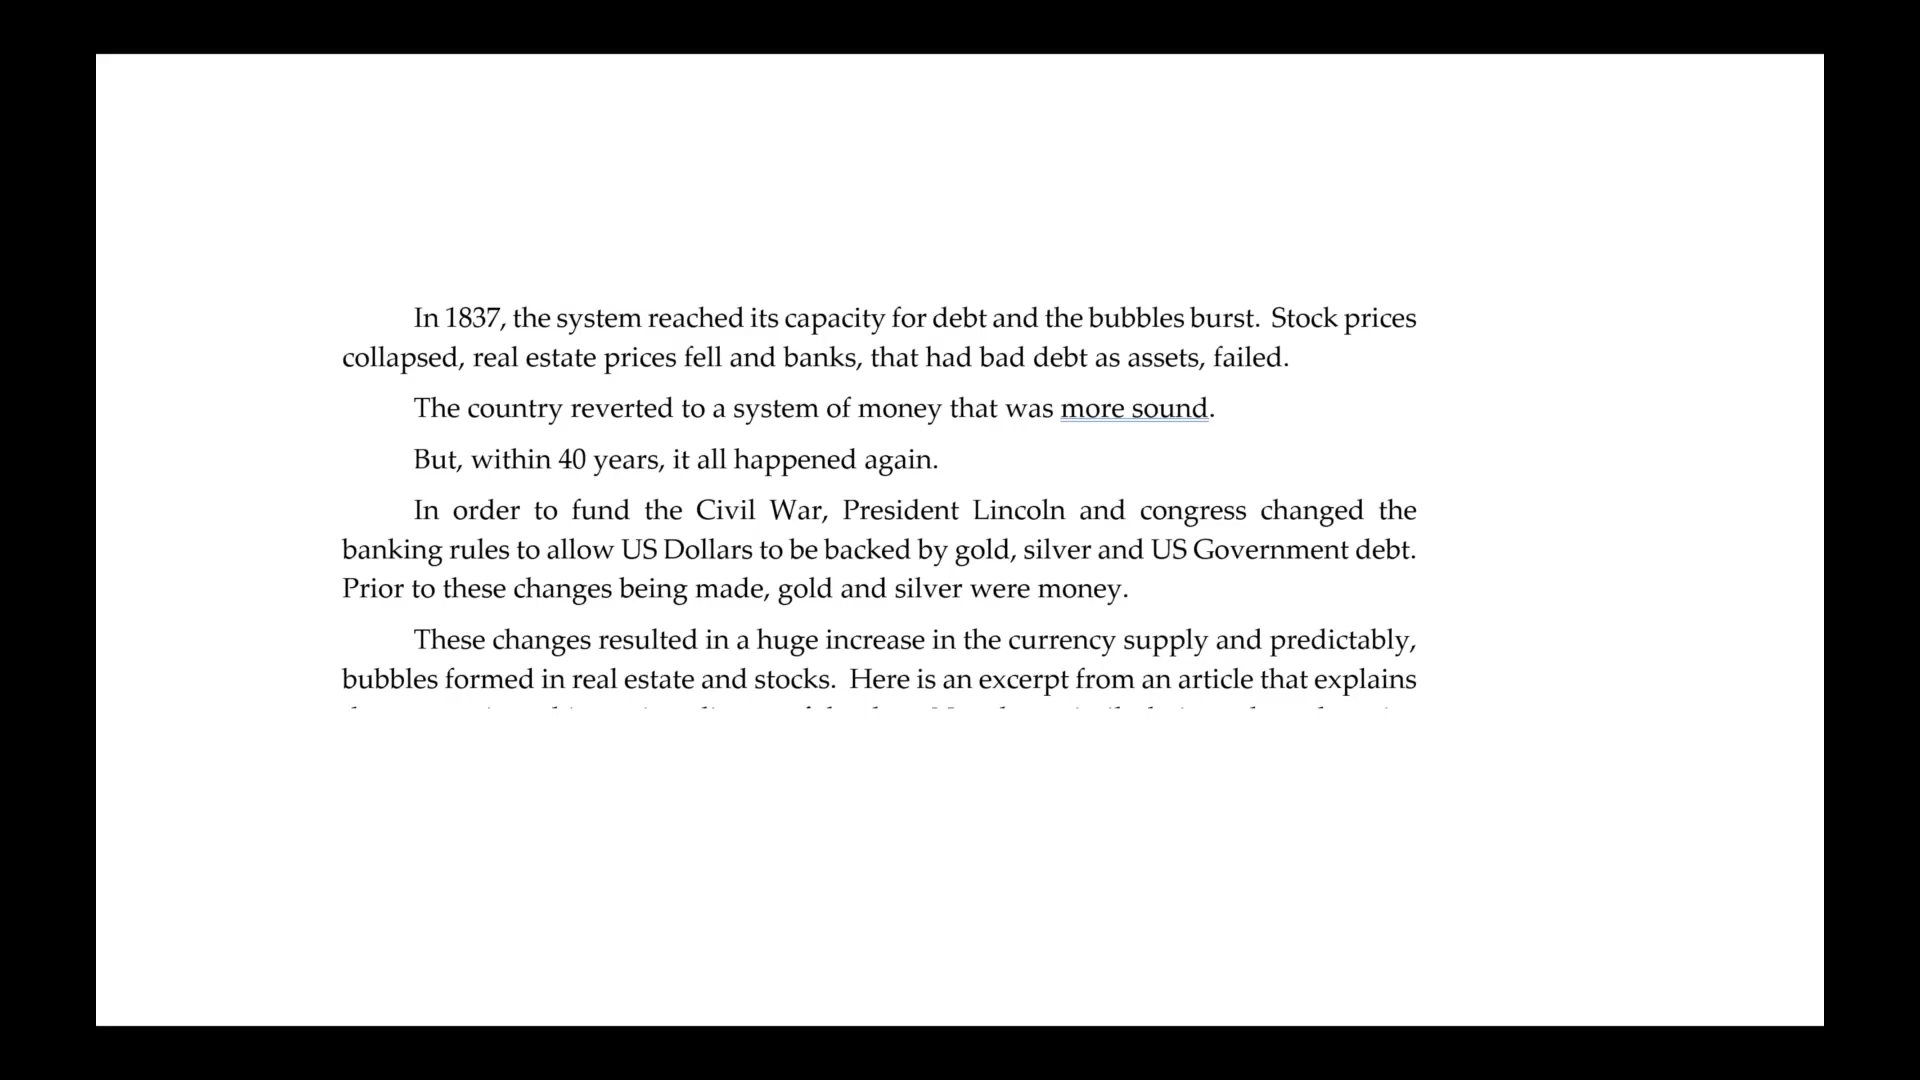 In 1837, the system reached its capacity for debt and the bubbles burst.  Stock prices
collapsed, real estate prices fell and banks, that had bad debt as assets, failed.
The country reverted to a system of money that was more sound.
But, within 40 years, it all happened again.
In order to fund the Civil War, President Lincoln and congress changed the
banking rules to allow US Dollars to be backed by gold, silver and US Government debt.
Prior to these changes being made, gold and silver were money.
These changes resulted in a huge increase in the currency supply and predictably,
bubbles formed in real estate and stocks.  Here is an excerpt from an article that explains